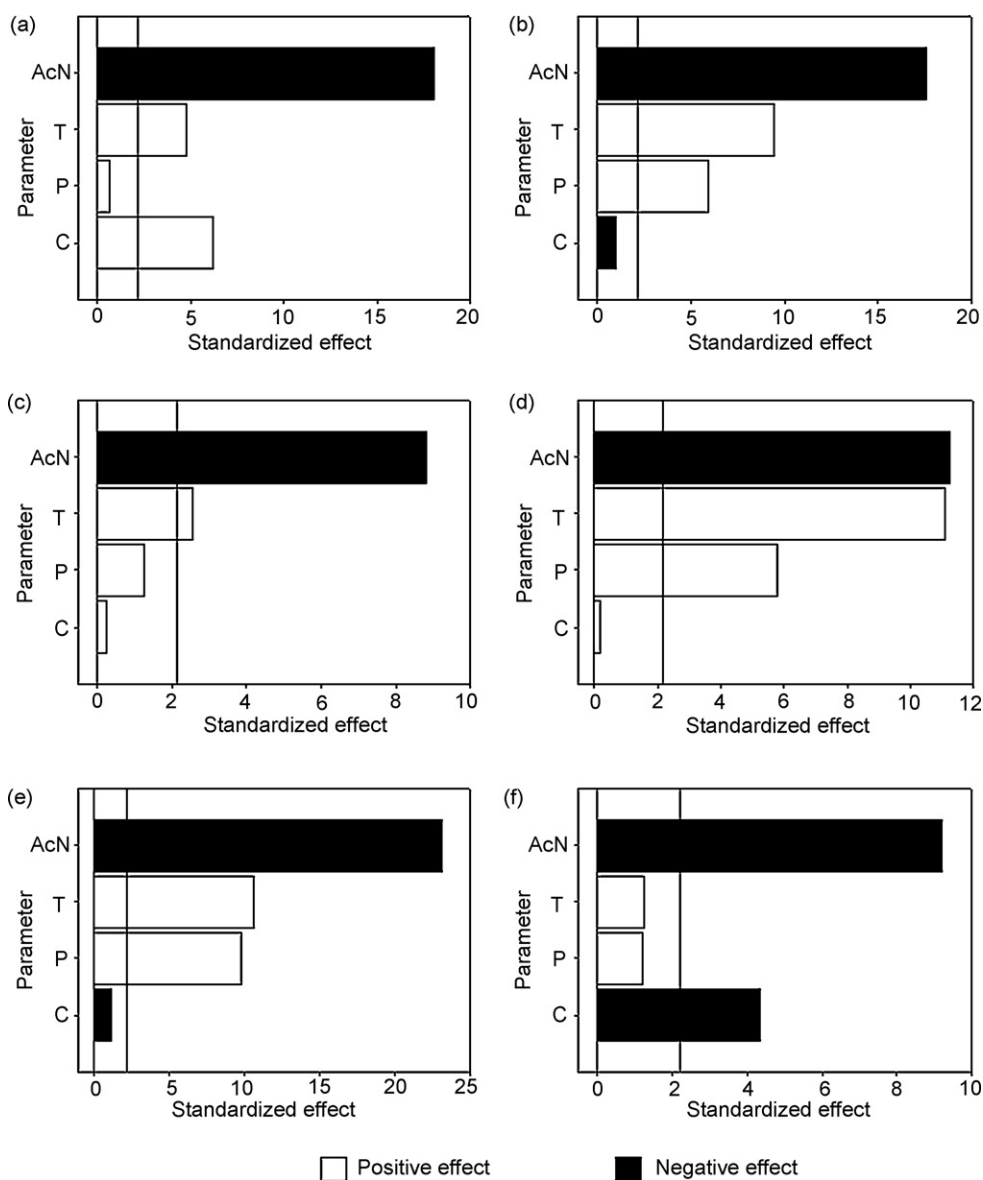 (a)
Parameter
AcN
T
P
C
0 5 10 15 20
Standardized effect
(b)
Parameter
AcN
T
P
C
0 5 10 15 20
Standardized effect
(c)
Parameter
AcN
T
P
C
0 2 4 6 8 10
Standardized effect
(d)
Parameter
AcN
T
P
C
0 2 4 6 8 10 12
Standardized effect
(e)
Parameter
AcN
T
P
C
0 5 10 15 20 25
Standardized effect
(f)
Parameter
AcN
T
P
C
0 2 4 6 8 10
Standardized effect
Positive effect
Negative effect